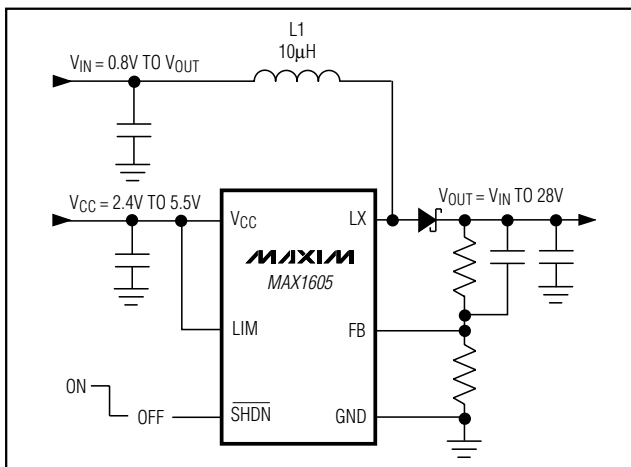 L1
10μH
VIN = 0.8V TO VOUT
VCC = 2.4V TO 5.5V
VOUT = VIN TO 28V
VCC
LX
MAXIM
MAX1605
LIM
FB
ON
OFF
SHDN
GND